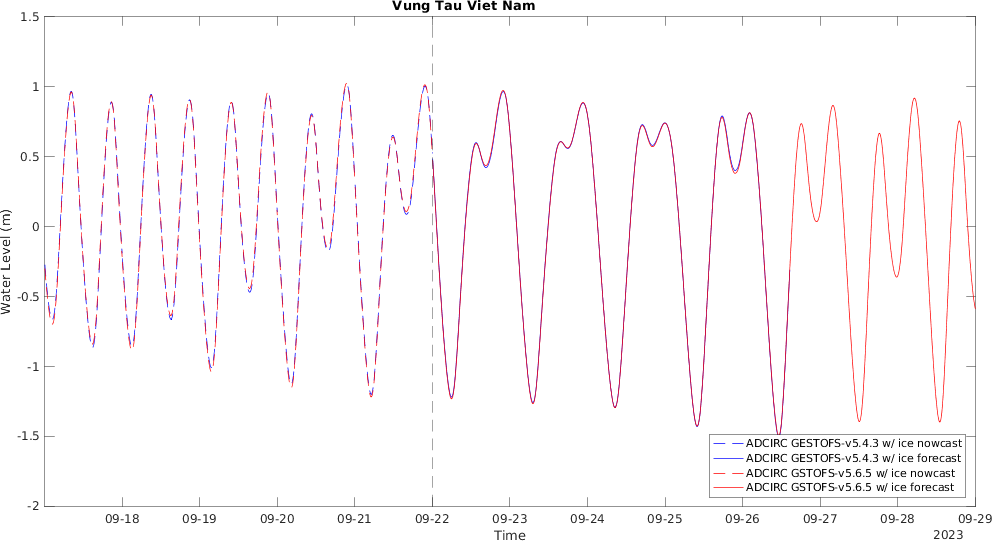 Vung Tau Viet Nam
Water Level (m)
1.5
1
0.5
0
-0.5
-1
-1.5
-2
ADCIRC GESTOFS-v5.4.3 w/ ice nowcast
ADCIRC GESTOFS-v5.4.3 w/ ice forecast
ADCIRC GSTOFS-v5.6.5 w/ ice nowcast
ADCIRC GSTOFS-v5.6.5 w/ ice forecast
09-18 09-19 09-20 09-21 09-22 09-23 09-24 09-25 09-26 09-27 09-28 09-29
Time
2023